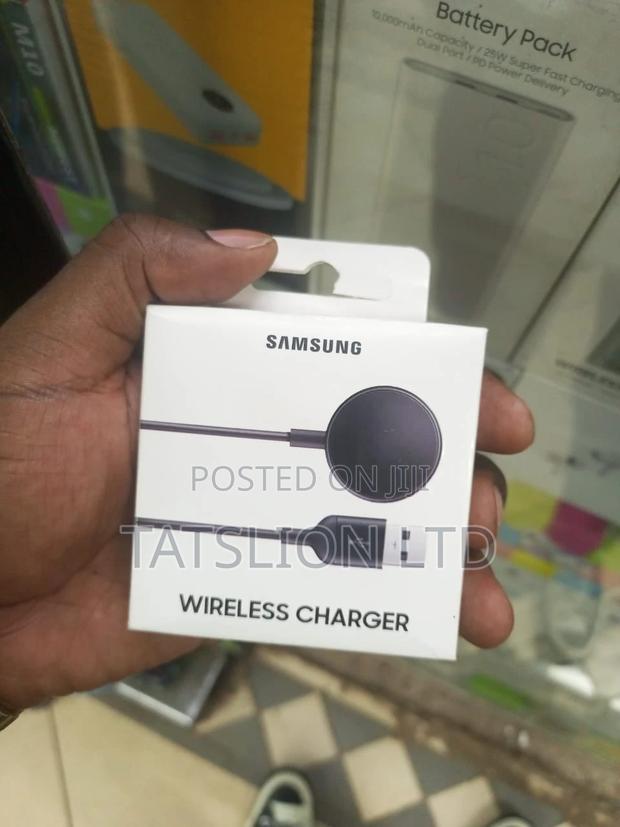 Battery Pack
10,000mAh Capacity / 25W Super Fast Charging
Dual Port / PD Power Delivery
SAMSUNG
POSTED ON JIJI
TATSLION LTD
WIRELESS CHARGER